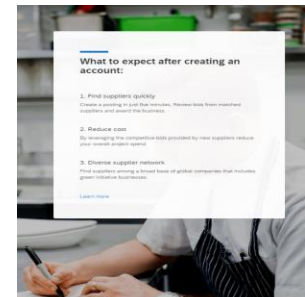 What to expect after creating an
account:
1. Find suppliers quickly
Create a posting in just five minutes. Review bids from matched
suppliers and award the business.
2. Reduce cost
By leveraging the competitive bids provided by new suppliers reduce
your overall project spend
3. Diverse supplier network
Find suppliers among a broad base of global companies that includes
green initiative businesses.
Learn more